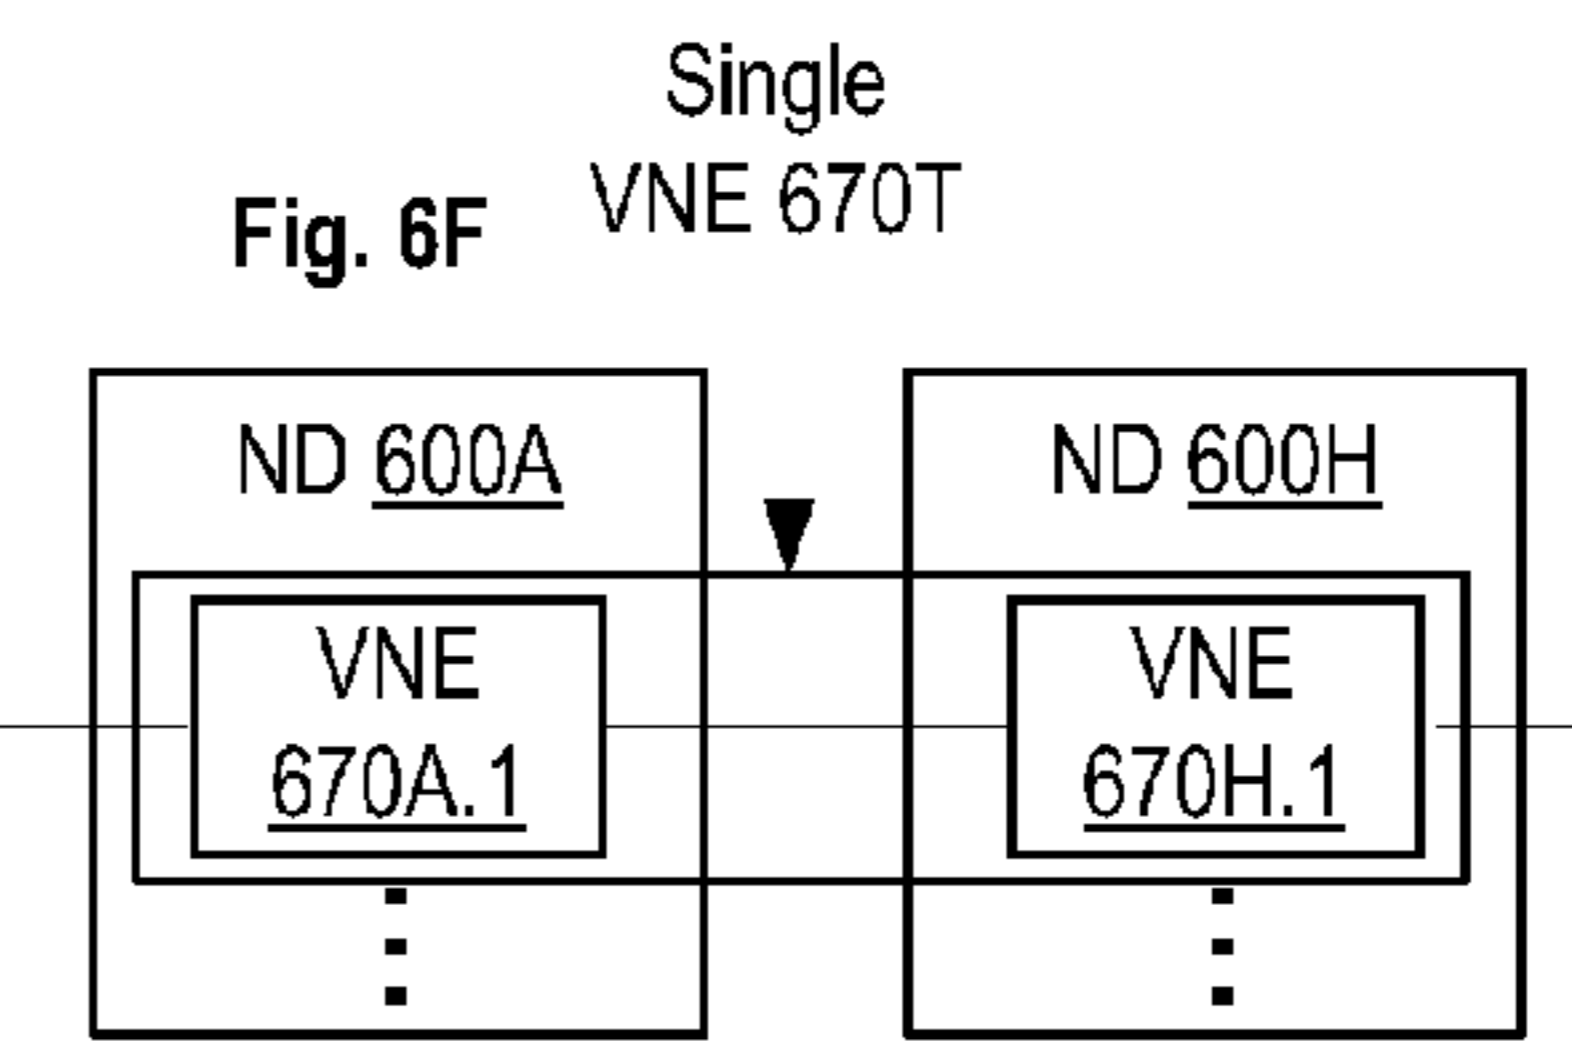 Single
VNE 670T
Fig. 6F
ND 600A
ND 600H
VNE
670A.1
VNE
670H.1